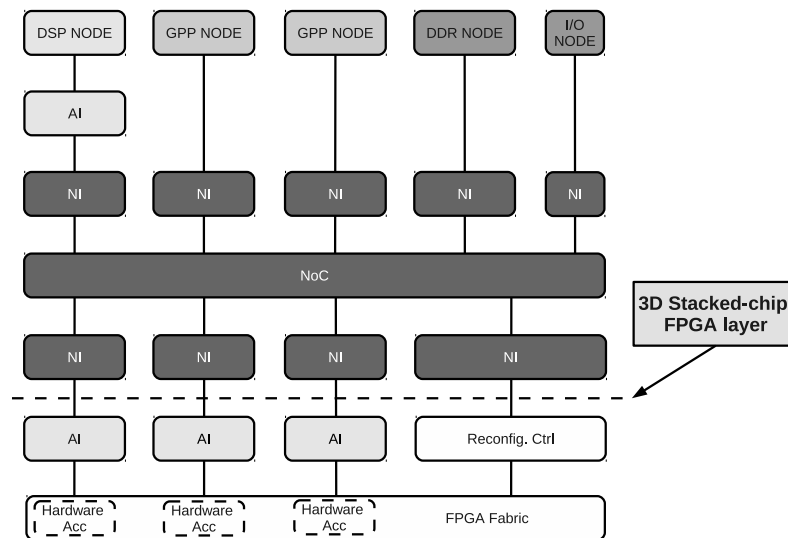 DSP NODE
GPP NODE
GPP NODE
DDR NODE
I/O
NODE
AI
NI
NI
NI
NI
NI
NoC
3D Stacked-chip
FPGA layer
NI
NI
NI
NI
AI
AI
AI
Reconfig. Ctrl
Hardware
Acc
Hardware
Acc
Hardware
Acc
FPGA Fabric